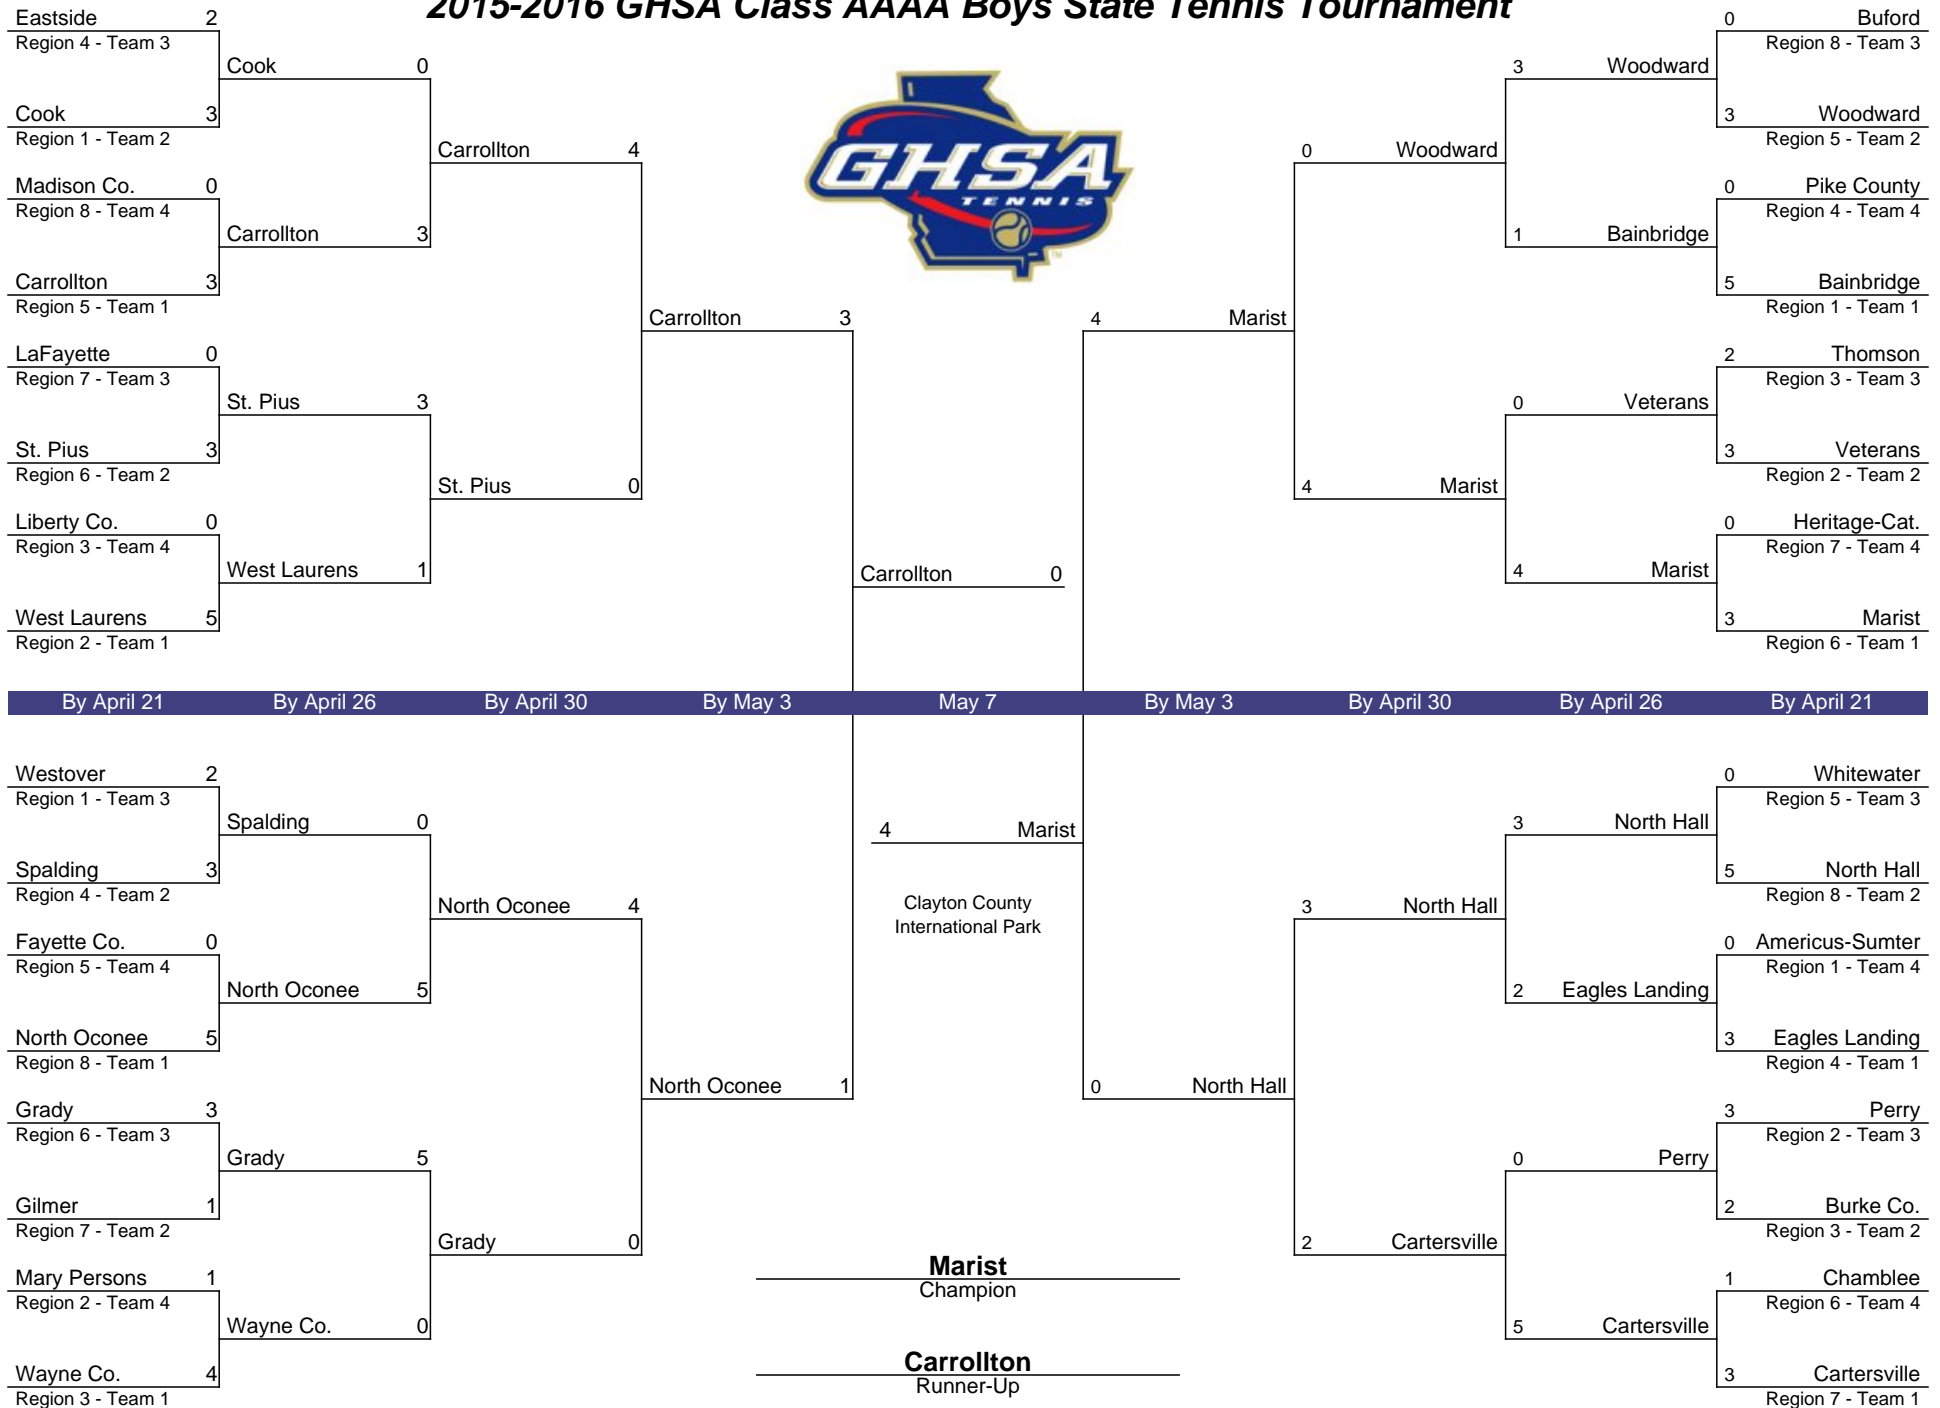 2015-2016 GHSA Class AAAA Boys State Tennis Tournament
Eastside 2
Region 4 - Team 3
Cook 3
Region 1 - Team 2
Madison Co. 0
Region 8 - Team 4
Carrollton 3
Region 5 - Team 1
LaFayette 0
Region 7 - Team 3
St. Pius 3
Region 6 - Team 2
Liberty Co. 0
Region 3 - Team 4
West Laurens 5
Region 2 - Team 1
Cook 0
Carrollton 3
St. Pius 3
West Laurens 1
Carrollton 4
St. Pius 0
Carrollton 3
Carrollton 0
GHSA
TENNIS
TM
4 Marist
0 Woodward
4 Marist
3 Woodward
1 Bainbridge
0 Veterans
4 Marist
0 Buford
Region 8 - Team 3
3 Woodward
Region 5 - Team 2
0 Pike County
Region 4 - Team 4
5 Bainbridge
Region 1 - Team 1
2 Thomson
Region 3 - Team 3
3 Veterans
Region 2 - Team 2
0 Heritage-Cat.
Region 7 - Team 4
3 Marist
Region 6 - Team 1
By April 21 By April 26 By April 30 By May 3 May 7 By May 3 By April 30 By April 26 By April 21
Westover 2
Region 1 - Team 3
Spalding 3
Region 4 - Team 2
Fayette Co. 0
Region 5 - Team 4
North Oconee 5
Region 8 - Team 1
Grady 3
Region 6 - Team 3
Gilmer 1
Region 7 - Team 2
Mary Persons 1
Region 2 - Team 4
Wayne Co. 4
Region 3 - Team 1
Spalding 0
North Oconee 5
Grady 5
Wayne Co. 0
North Oconee 4
Grady 0
North Oconee 1
4 Marist
Clayton County
International Park
Marist
Champion
Carrollton
Runner-Up
0 North Hall
3 North Hall
2 Cartersville
3 North Hall
2 Eagles Landing
0 Perry
5 Cartersville
0 Whitewater
Region 5 - Team 3
5 North Hall
Region 8 - Team 2
0 Americus-Sumter
Region 1 - Team 4
3 Eagles Landing
Region 4 - Team 1
3 Perry
Region 2 - Team 3
2 Burke Co.
Region 3 - Team 2
1 Chamblee
Region 6 - Team 4
3 Cartersville
Region 7 - Team 1